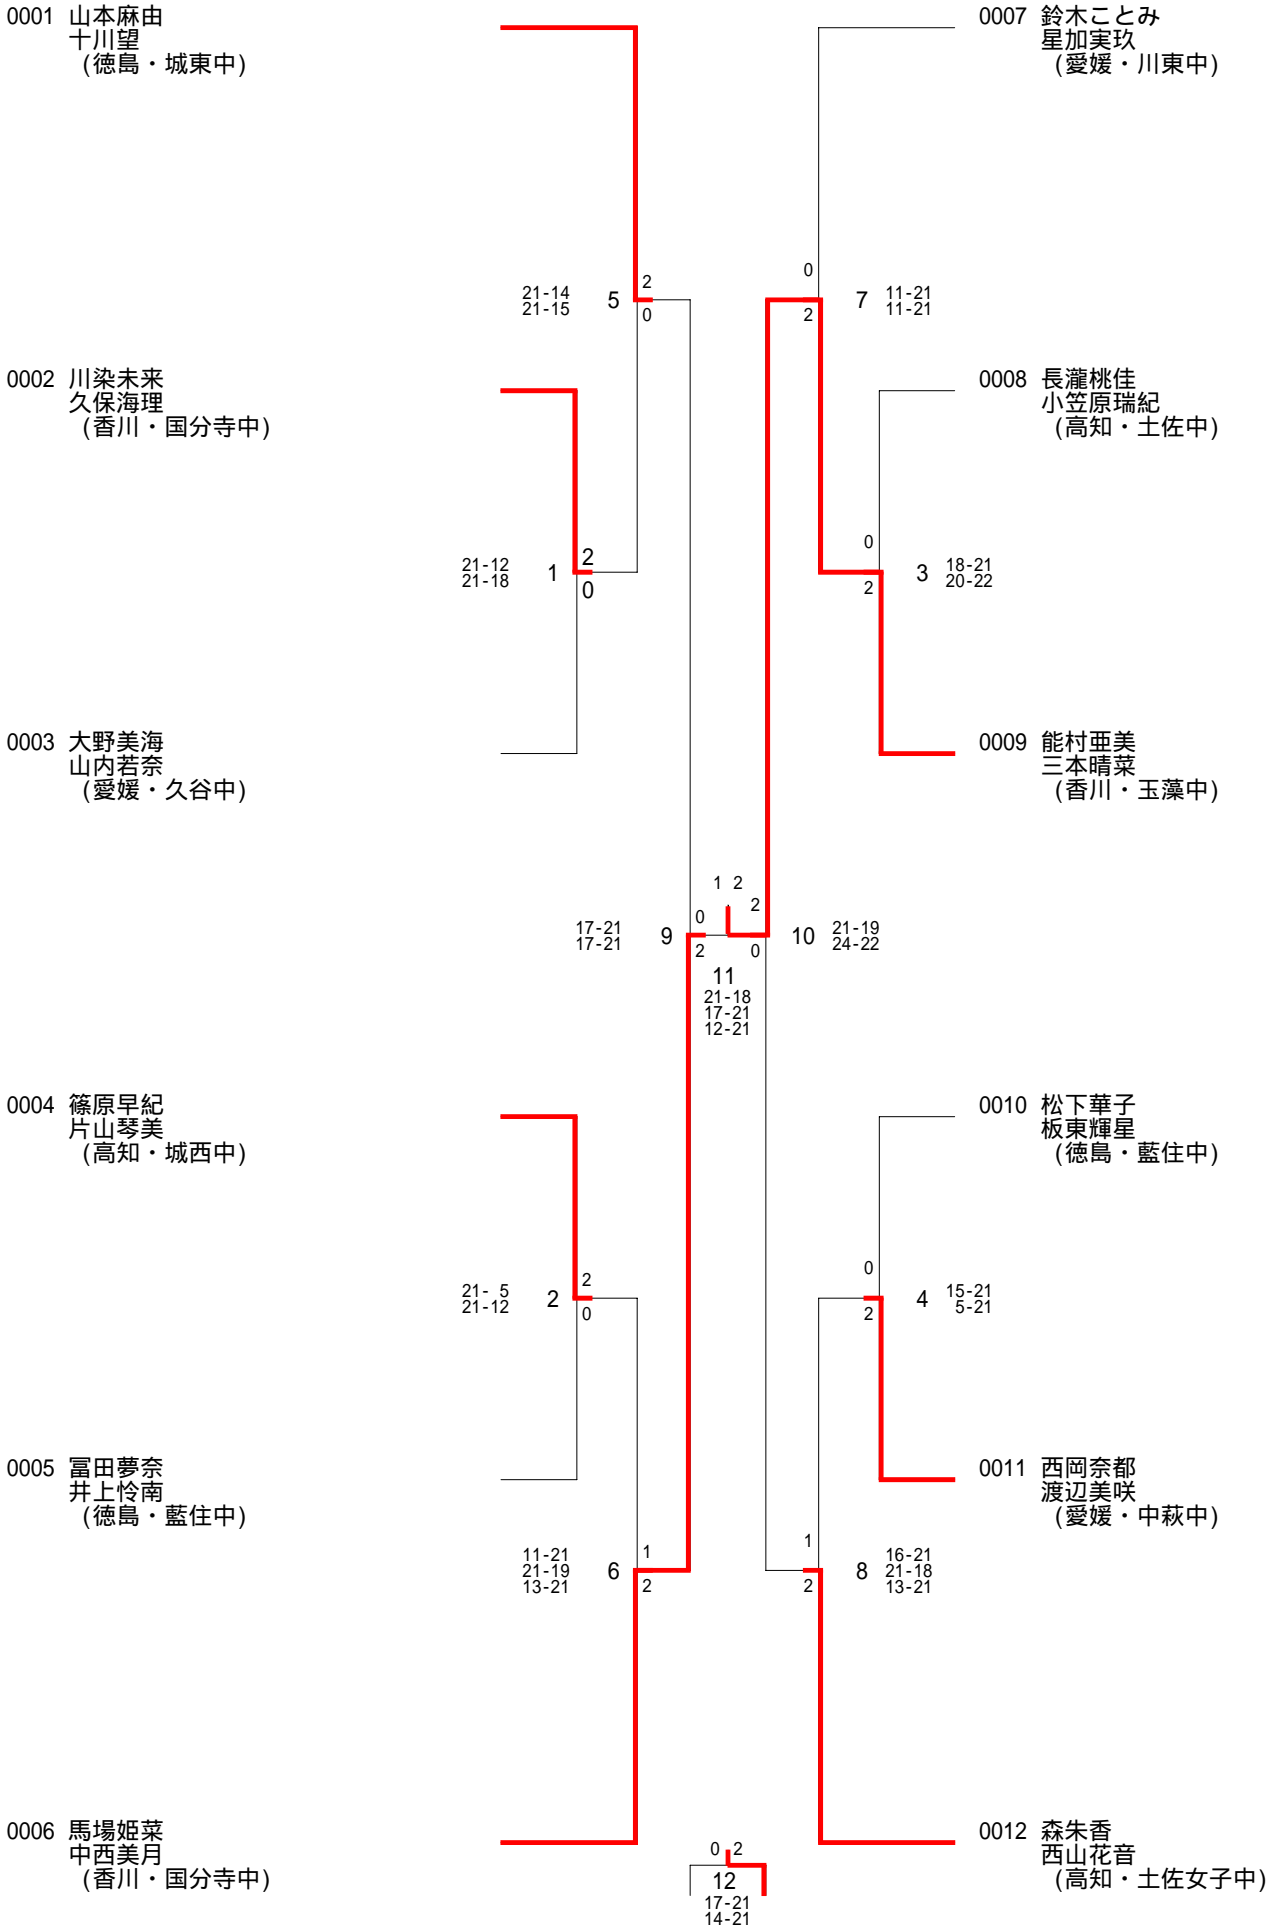 0001 山本麻由
十川望
(徳島・城東中)
21-14
21-15
5
2
0
0002 川染未来
久保海理
(香川・国分寺中)
21-12
21-18
1
2
0
0003 大野美海
山内若奈
(愛媛・久谷中)
17-21
17-21
9
0
2
0004 篠原早紀
片山琴美
(高知・城西中)
21- 5
21-12
2
2
0
0005 冨田夢奈
井上怜南
(徳島・藍住中)
11-21
21-19
13-21
6
1
2
0006 馬場姫菜
中西美月
(香川・国分寺中)
1 2
11
21-18
17-21
12-21
0 2
12
17-21
14-21
0007 鈴木ことみ
星加実玖
(愛媛・川東中)
0
2
7
11-21
11-21
0008 長瀧桃佳
小笠原瑞紀
(高知・土佐中)
0
2
3
18-21
20-22
0009 能村亜美
三本晴菜
(香川・玉藻中)
2
0
10
21-19
24-22
0010 松下華子
板東輝星
(徳島・藍住中)
0
2
4
15-21
5-21
0011 西岡奈都
渡辺美咲
(愛媛・中萩中)
1
2
8
16-21
21-18
13-21
0012 森朱香
西山花音
(高知・土佐女子中)